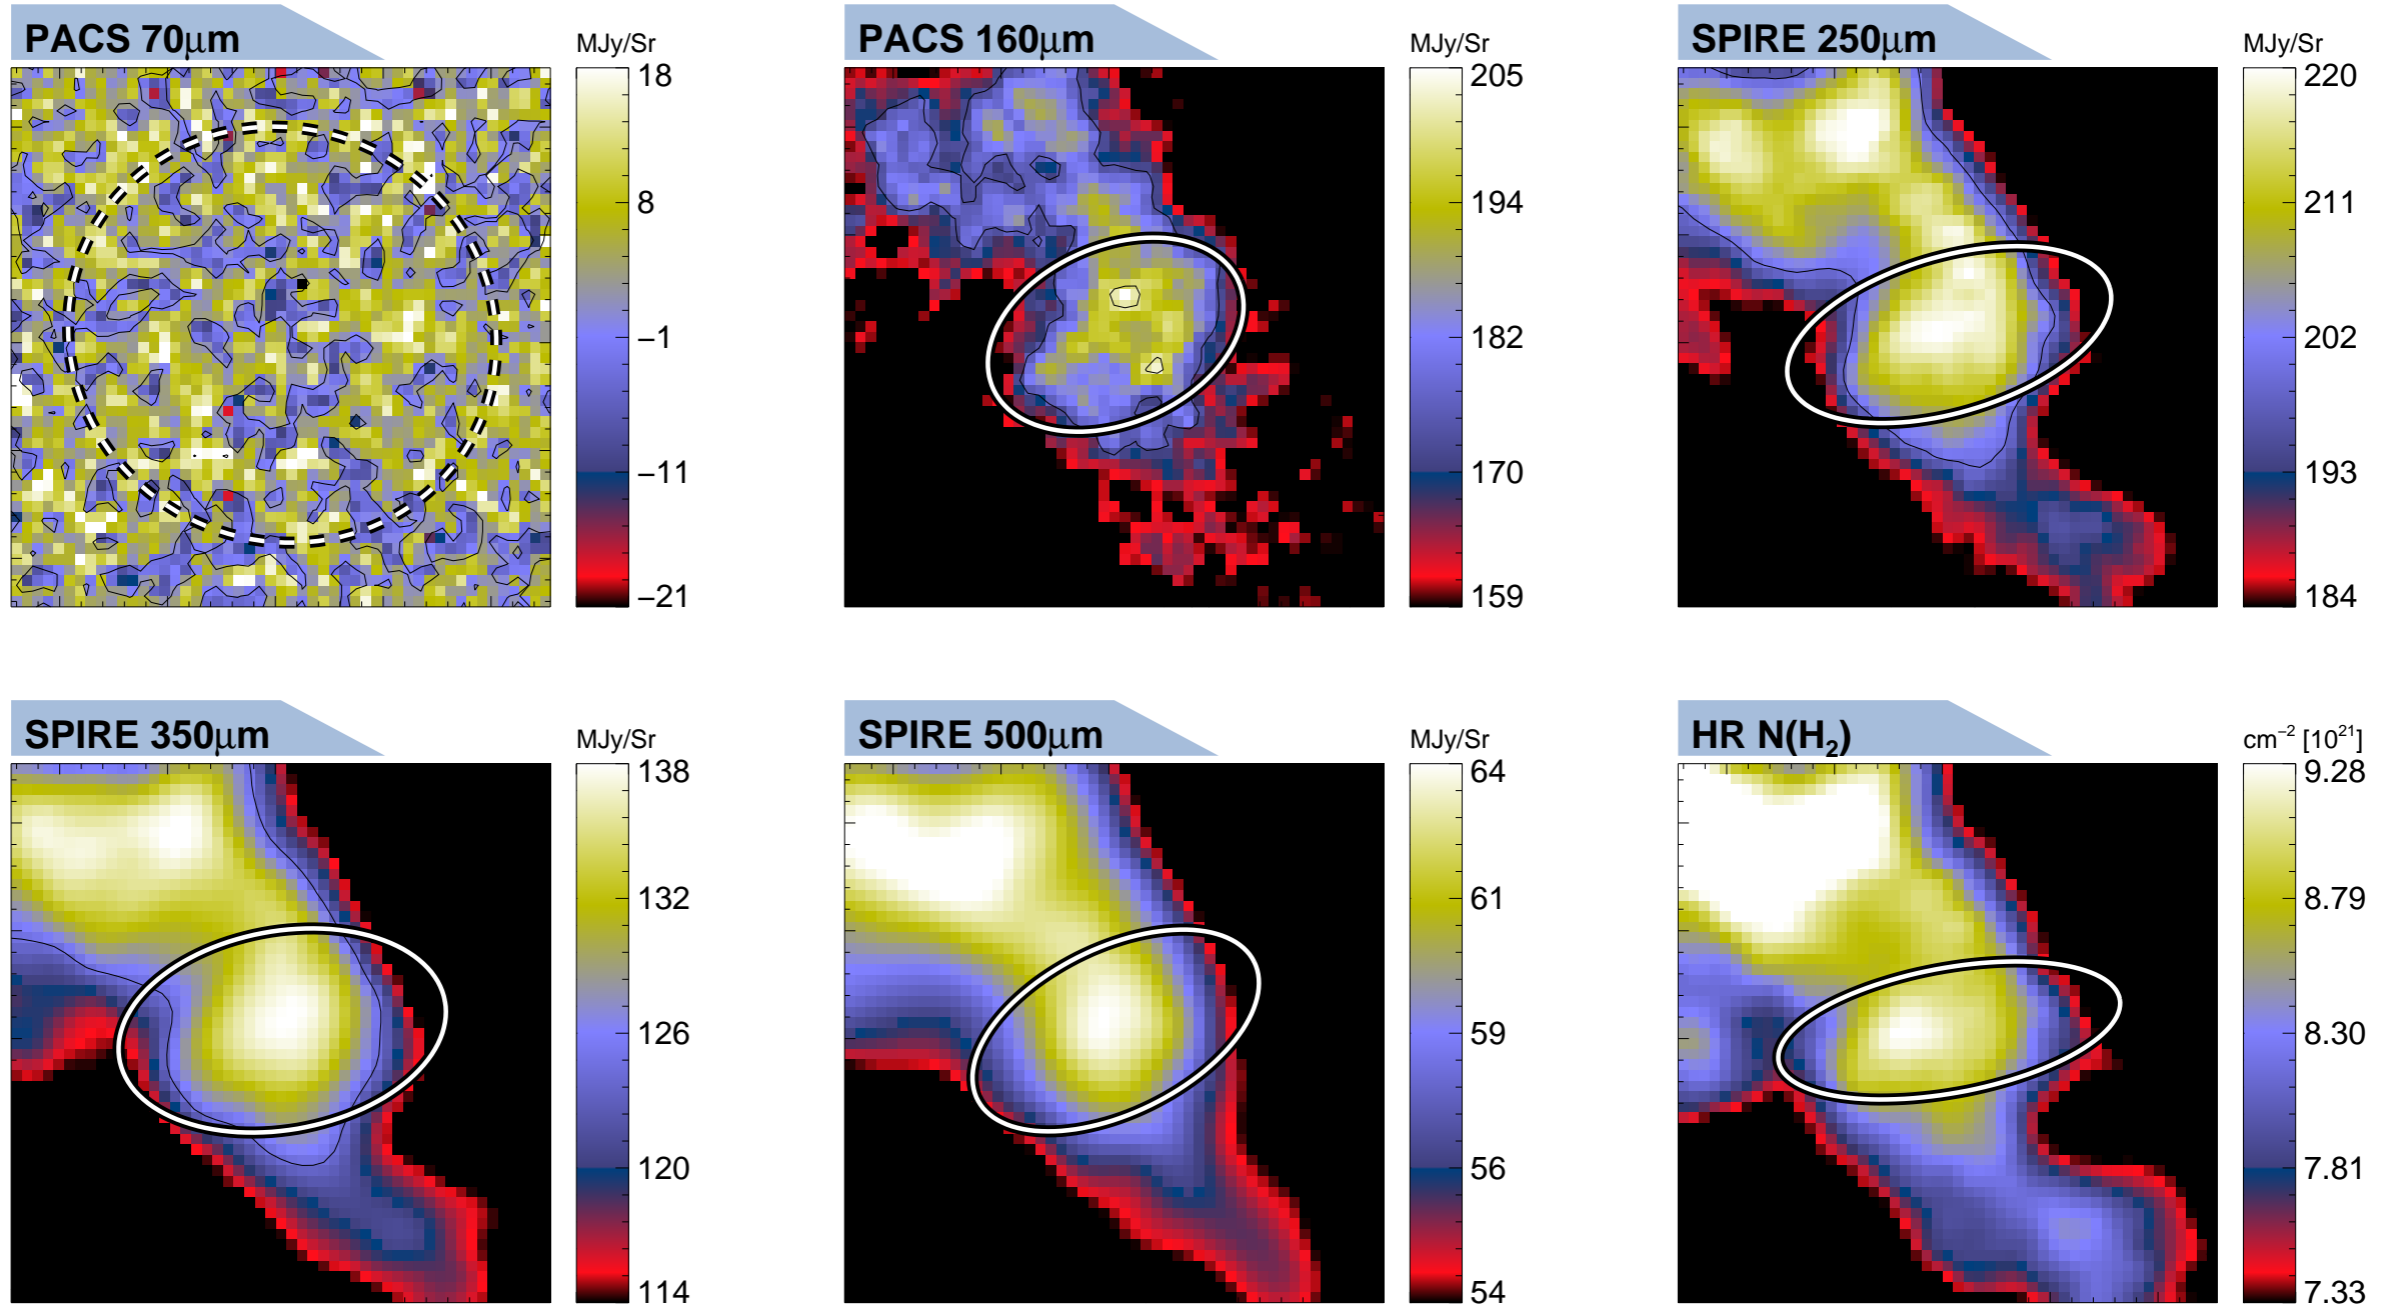 PACS 70μm
MJy/Sr
18
8
−1
−11
−21
PACS 160μm
MJy/Sr
205
194
182
170
159
SPIRE 250μm
MJy/Sr
220
211
202
193
184
SPIRE 350μm
MJy/Sr
138
132
126
120
114
SPIRE 500μm
MJy/Sr
64
61
59
56
54
HR N(H₂)
cm⁻² [10²¹]
9.28
8.79
8.30
7.81
7.33